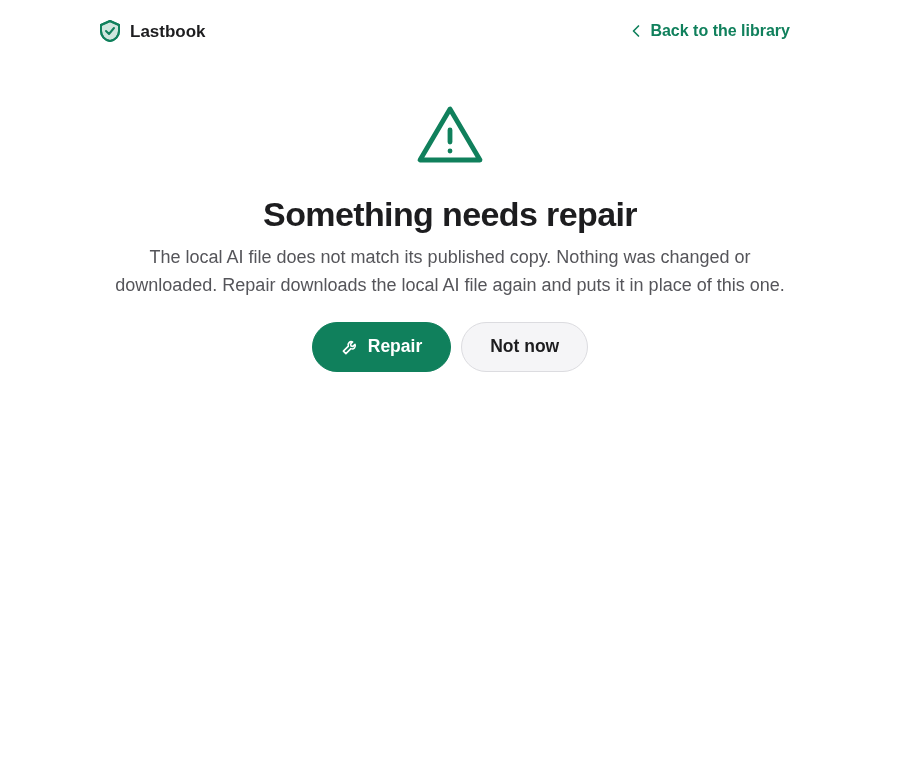 Lastbook
Back to the library
Something needs repair
The local AI file does not match its published copy. Nothing was changed or
downloaded. Repair downloads the local AI file again and puts it in place of this one.
Repair
Not now